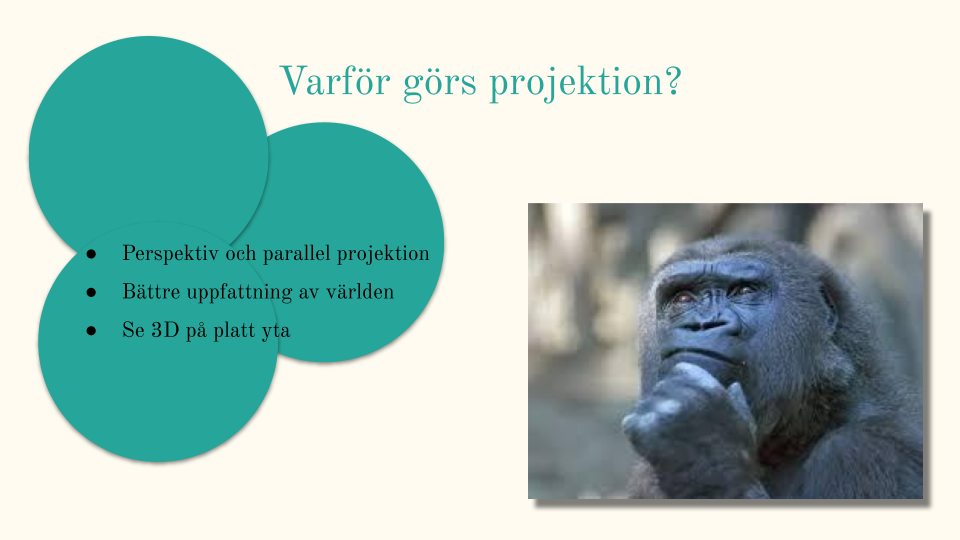 Varför görs projektion?
● Perspektiv och parallel projektion
● Bättre uppfattning av världen
● Se 3D på platt yta